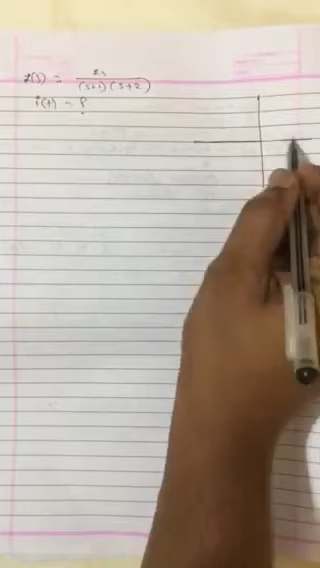 I(s) = 2s / (s+1)(s+2)
i(t) = ?